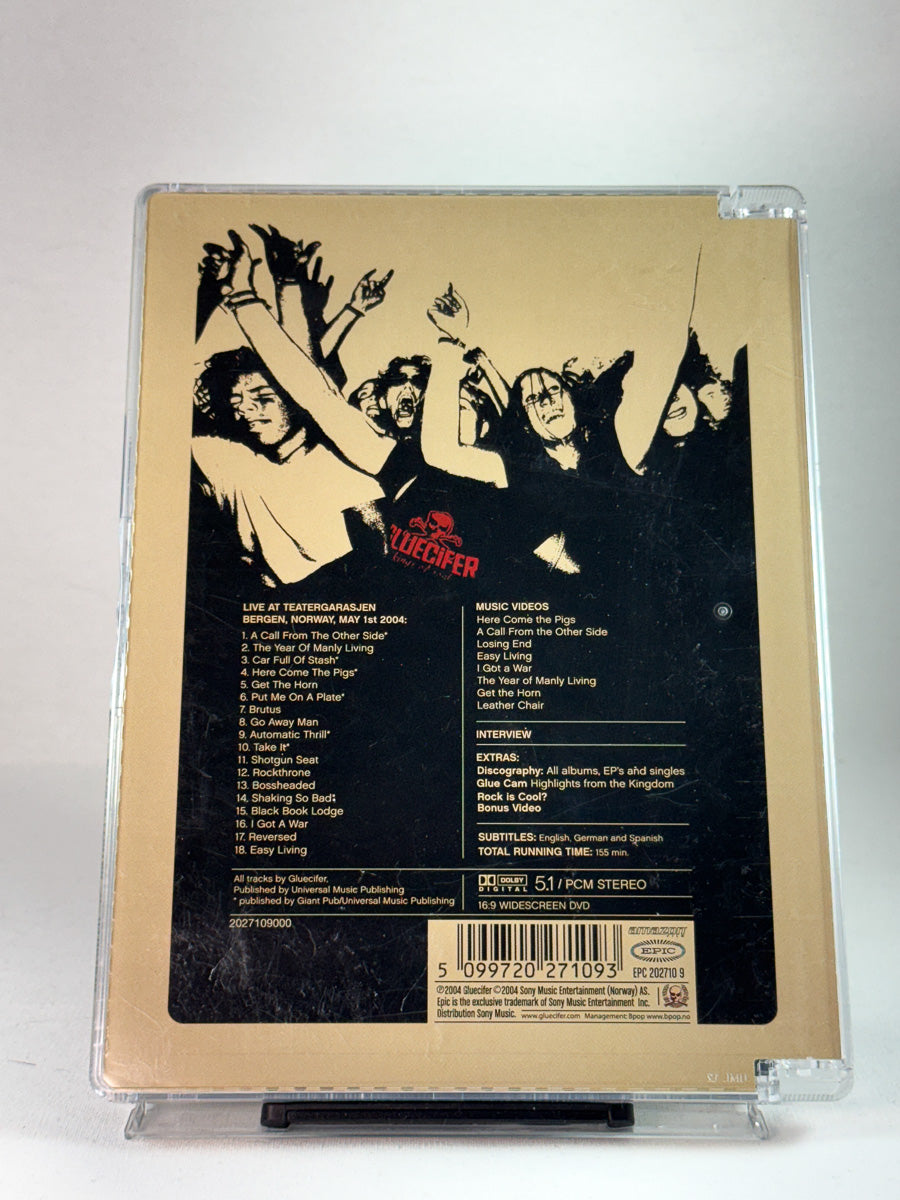 GLUECIFER
LIVE AT TEATERGARASJEN
BERGEN, NORWAY, MAY 1st 2004:
1. A Call From The Other Side*
2. The Year Of Manly Living
3. Car Full Of Stash*
4. Here Come The Pigs*
5. Get The Horn
6. Put Me On A Plate*
7. Brutus
8. Go Away Man
9. Automatic Thrill*
10. Take It*
11. Shotgun Seat
12. Rockthrone
13. Bossheaded
14. Shaking So Bad*
15. Black Book Lodge
16. I Got A War
17. Reversed
18. Easy Living
All tracks by Gluecifer,
Published by Universal Music Publishing
* published by Giant Pub/Universal Music Publishing
2027109000
MUSIC VIDEOS
Here Come the Pigs
A Call From the Other Side
Losing End
Easy Living
I Got a War
The Year of Manly Living
Get the Horn
Leather Chair
INTERVIEW
EXTRAS:
Discography: All albums, EP's and singles
Glue Cam Highlights from the Kingdom
Rock is Cool?
Bonus Video
SUBTITLES: English, German and Spanish
TOTAL RUNNING TIME: 155 min.
DOLBY
DIGITAL
5.1 / PCM STEREO
16:9 WIDESCREEN DVD
amazon
EPIC
5 099720 271093
EPC 202710 9
℗2004 Gluecifer ©2004 Sony Music Entertainment (Norway) AS.
Epic is the exclusive trademark of Sony Music Entertainment Inc.
Distribution Sony Music. www.gluecifer.com Management: Bpop www.bpop.no